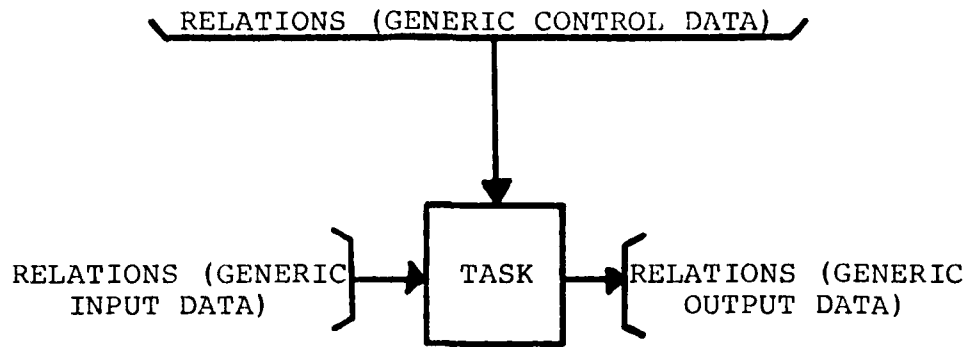 RELATIONS (GENERIC CONTROL DATA)
RELATIONS (GENERIC
INPUT DATA)
TASK
RELATIONS (GENERIC
OUTPUT DATA)